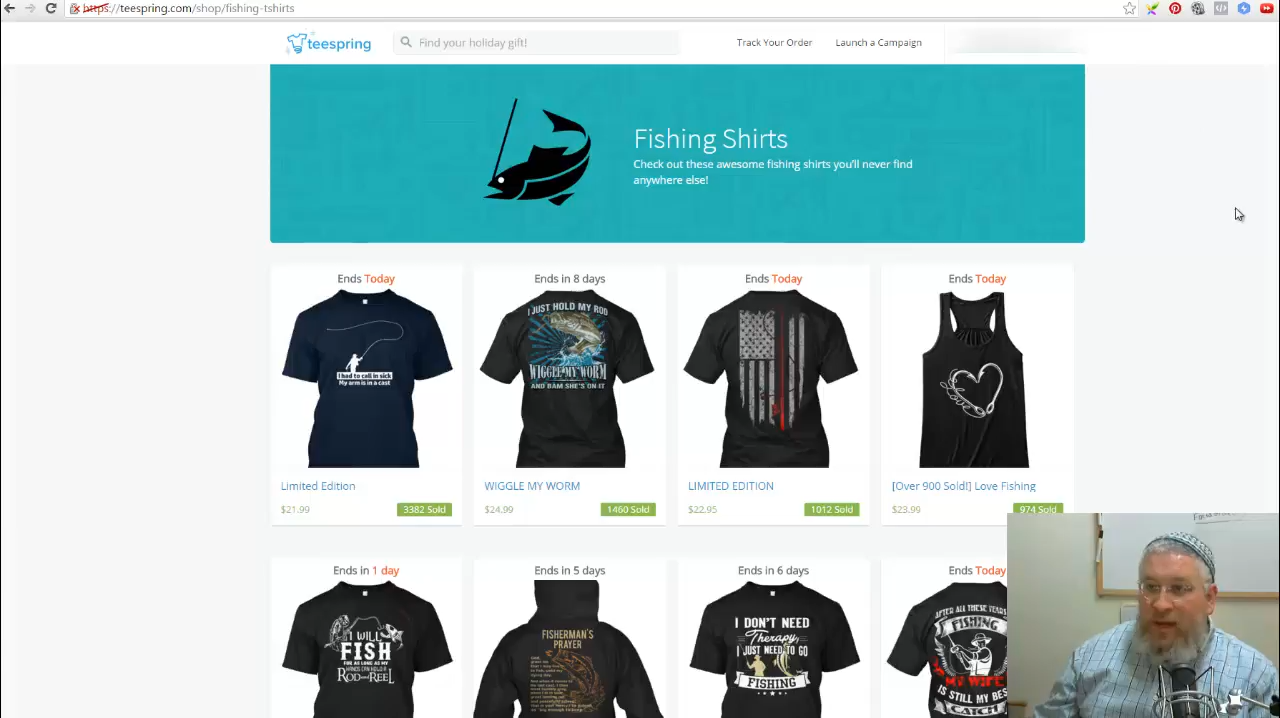 https://teespring.com/shop/fishing-tshirts
teespring
Find your holiday gift!
Track Your Order
Launch a Campaign
Fishing Shirts
Check out these awesome fishing shirts you'll never find
anywhere else!
Ends Today
Ends in 8 days
Ends Today
Ends Today
I had to call in sick
My arm is in a cast
I JUST HOLD MY ROD
WIGGLE MY WORM
AND BAM SHE'S ON IT
Love
Limited Edition
WIGGLE MY WORM
LIMITED EDITION
[Over 900 Sold!] Love Fishing
$21.99
3382 Sold
$24.99
1460 Sold
$22.95
1012 Sold
$23.99
974 Sold
Ends in 1 day
Ends in 5 days
Ends in 6 days
Ends Today
I WILL
FISH
FOR AS LONG AS MY
HANDS CAN HOLD A
ROD AND REEL
FISHERMAN'S
PRAYER
I DON'T NEED
Therapy
I JUST NEED TO GO
FISHING
AFTER ALL THESE YEARS
FISHING
MY WIFE
IS STILL MY BES
CATCH